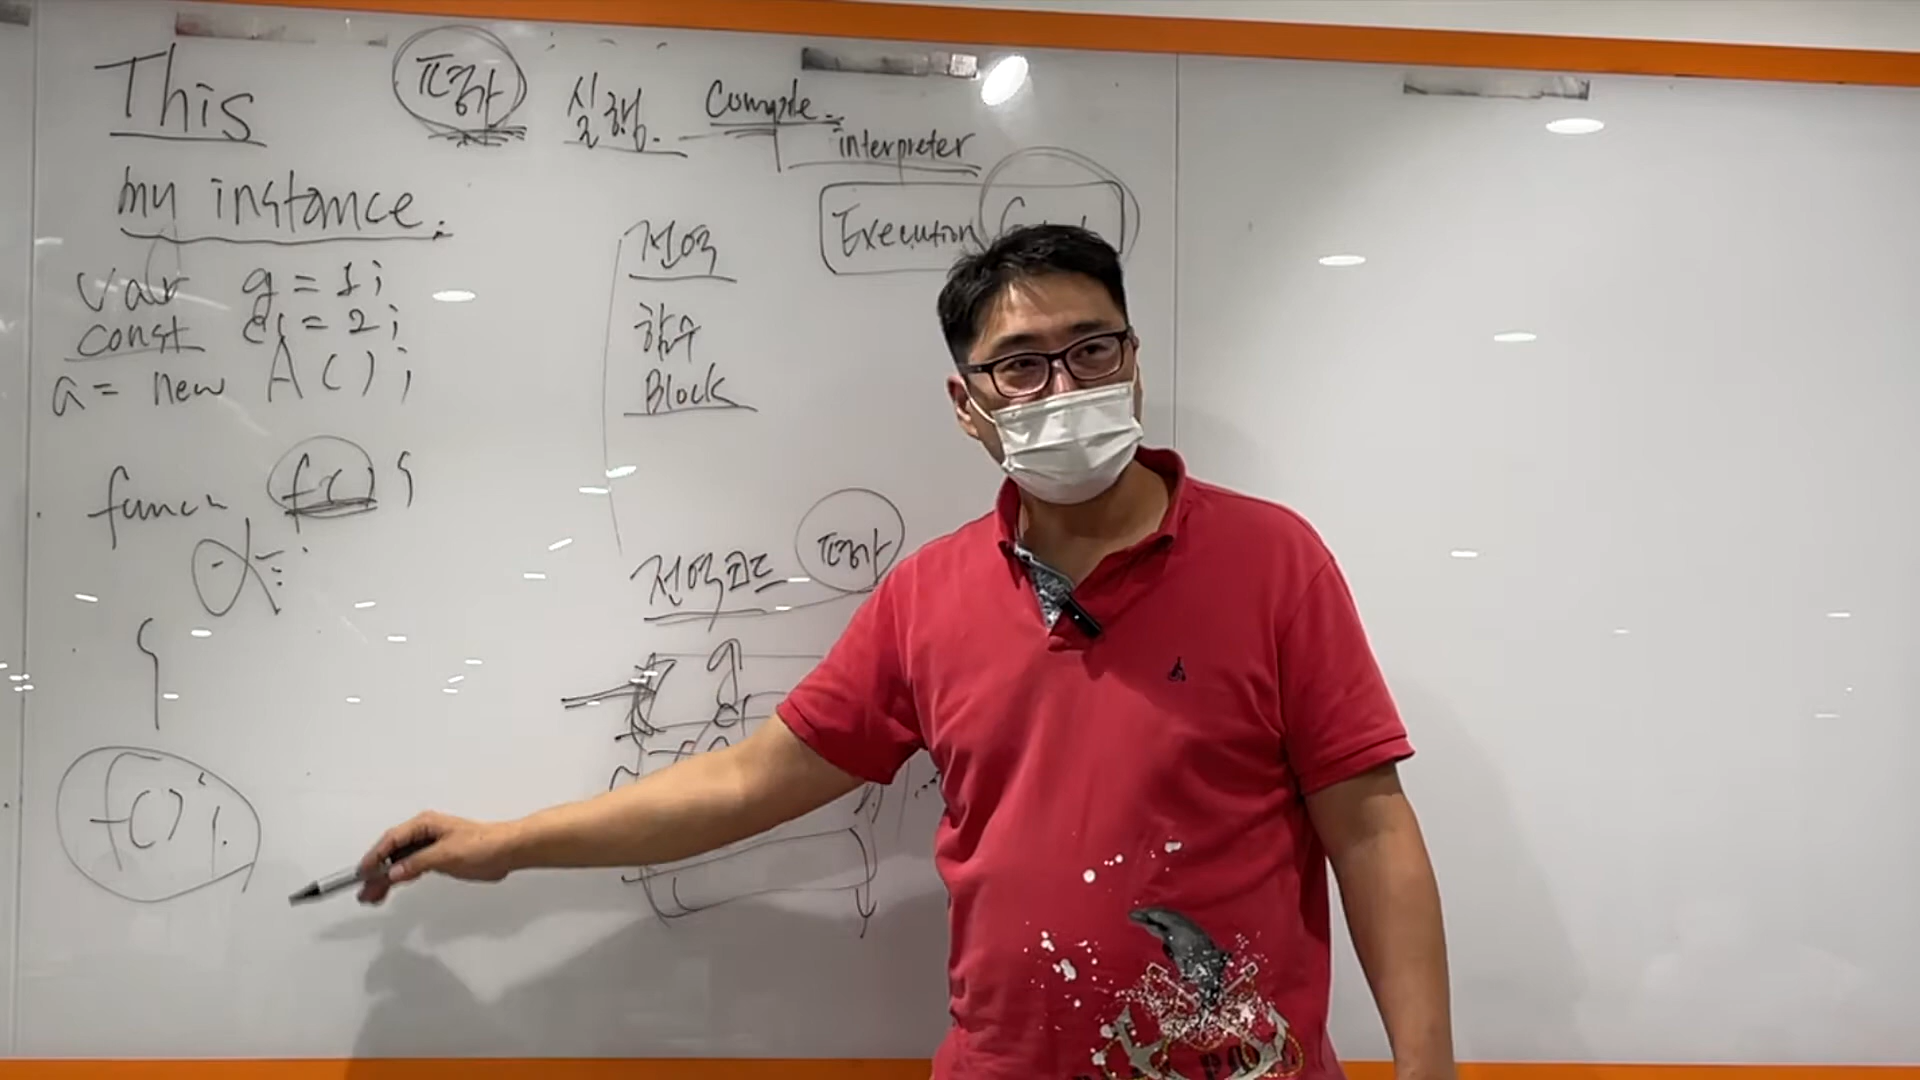 This
평가 실행. Compile.
interpreter
my instance.
Execution
전역
함수
Block
var g = 1;
const = 2;
a = new A();
f() {
전역코드 평가
g
f();